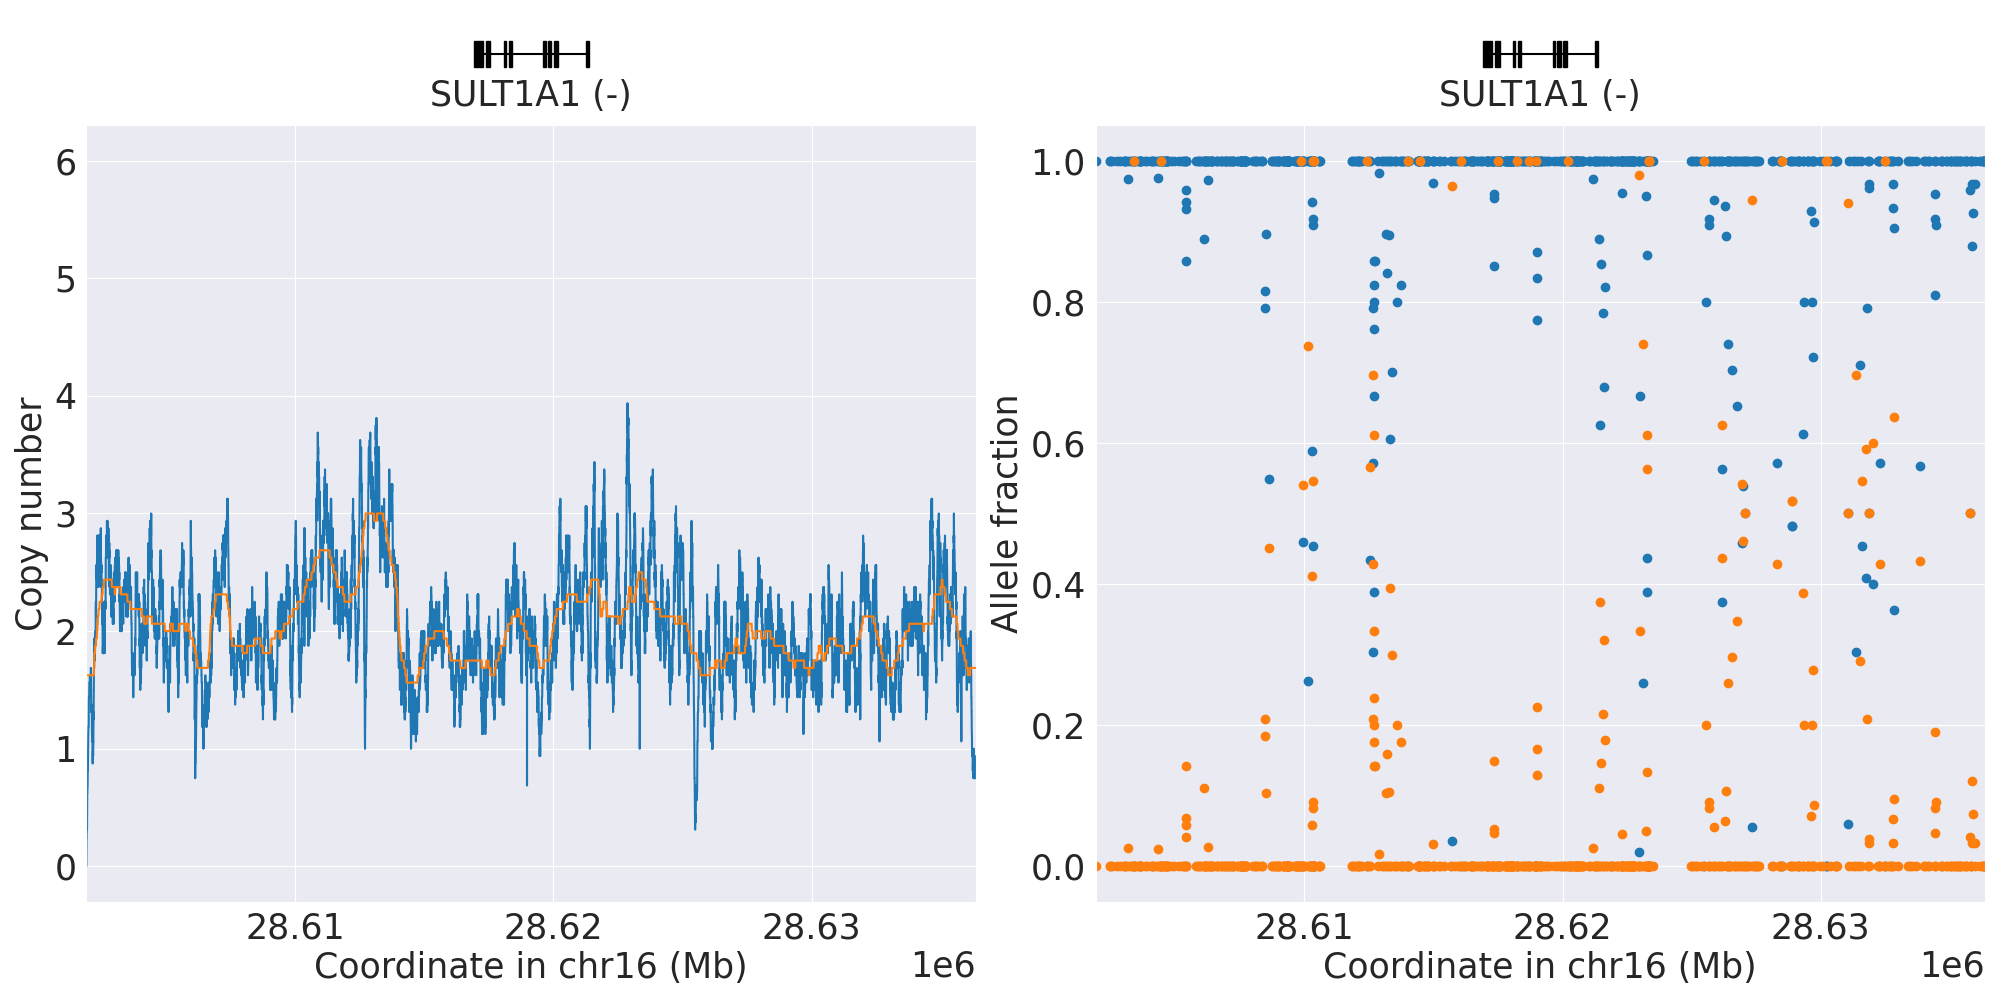 SULT1A1 (-)
6
5
4
3
2
1
0
Copy number
28.61
28.62
28.63
Coordinate in chr16 (Mb)
1e6
SULT1A1 (-)
1.0
0.8
0.6
0.4
0.2
0.0
Allele fraction
28.61
28.62
28.63
Coordinate in chr16 (Mb)
1e6